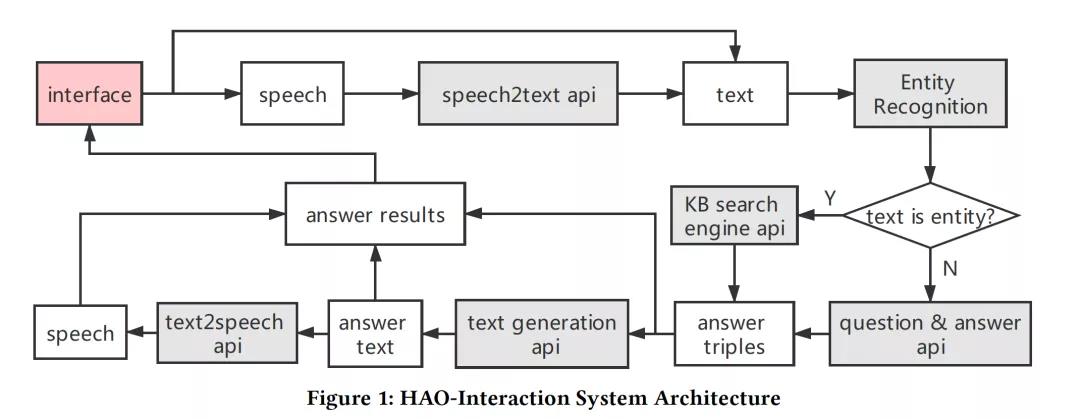 interface
speech
speech2text api
text
Entity
Recognition
answer results
KB search
engine api
Y
text is entity?
N
speech
text2speech
api
answer
text
text generation
api
answer
triples
question & answer
api
Figure 1: HAO-Interaction System Architecture